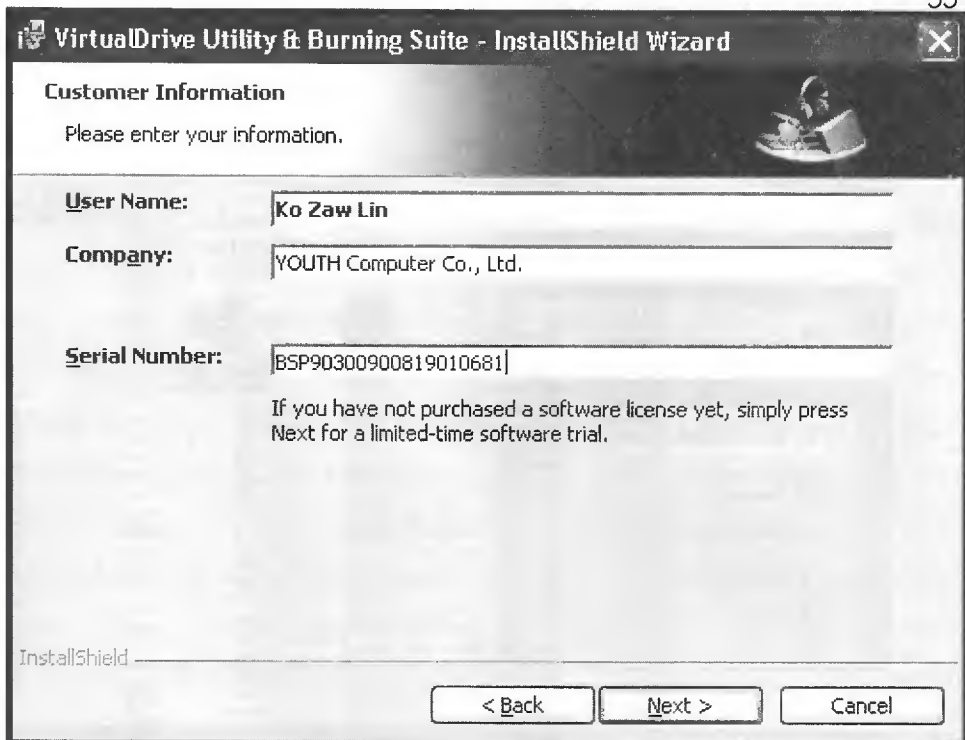 VirtualDrive Utility & Burning Suite - InstallShield Wizard
Customer Information
Please enter your information.
User Name: Ko Zaw Lin
Company: YOUTH Computer Co., Ltd.
Serial Number: BSP90300900819010681
If you have not purchased a software license yet, simply press
Next for a limited-time software trial.
InstallShield
< Back Next > Cancel